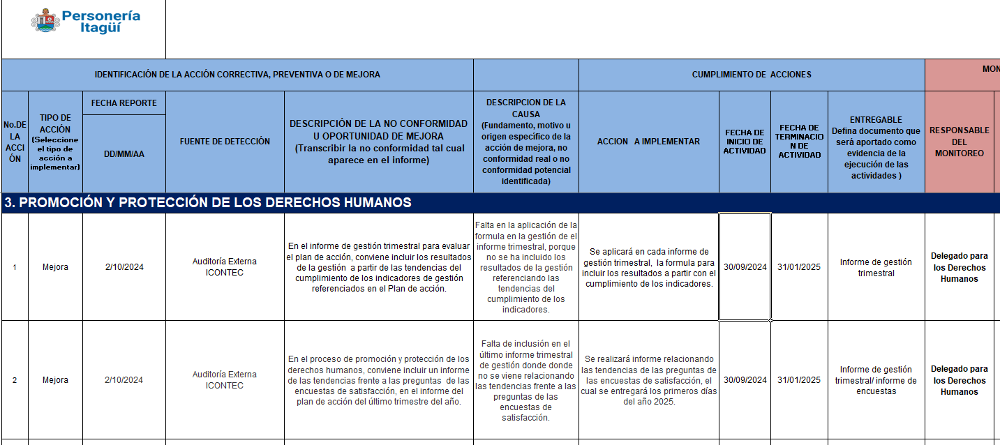 Personería
Itagüí
IDENTIFICACIÓN DE LA ACCIÓN CORRECTIVA, PREVENTIVA O DE MEJORA
CUMPLIMIENTO DE ACCIONES
MON
No.DE
LA
ACCI
ÓN
TIPO DE
ACCIÓN
(Seleccione
el tipo de
acción a
implementar)
FECHA REPORTE
DD/MM/AA
FUENTE DE DETECCIÓN
DESCRIPCIÓN DE LA NO CONFORMIDAD
U OPORTUNIDAD DE MEJORA
(Transcribir la no conformidad tal cual
aparece en el informe)
DESCRIPCION DE LA
CAUSA
(Fundamento, motivo u
origen específico de la
acción de mejora, no
conformidad real o no
conformidad potencial
identificada)
ACCION A IMPLEMENTAR
FECHA DE
INICIO DE
ACTIVIDAD
FECHA DE
TERMINACIO
N DE
ACTIVIDAD
ENTREGABLE
Defina documento que
será aportado como
evidencia de la
ejecución de las
actividades )
RESPONSABLE
DEL
MONITOREO
3. PROMOCIÓN Y PROTECCIÓN DE LOS DERECHOS HUMANOS
1
Mejora
2/10/2024
Auditoría Externa
ICONTEC
En el informe de gestión trimestral para evaluar
el plan de acción, conviene incluir los resultados
de la gestión a partir de las tendencias del
cumplimiento de los indicadores de gestión
referenciados en el Plan de acción.
Falta en la aplicación de la
formula en la gestión de el
informe trimestral, porque
no se ha incluido los
resultados de la gestión
referenciando las
tendencias del
cumplimiento de los
indicadores.
Se aplicará en cada informe de
gestión trimestral, la formula para
incluir los resultados a partir con el
cumplimiento de los indicadores.
30/09/2024
31/01/2025
Informe de gestión
trimestral
Delegado para
los Derechos
Humanos
2
Mejora
2/10/2024
Auditoría Externa
ICONTEC
En el proceso de promoción y protección de los
derechos humanos, conviene incluir un informe
de las tendencias frente a las preguntas de las
encuestas de satisfacción, en el informe del
plan de acción del último trimestre del año.
Falta de inclusión en el
último informe trimestral
de gestión donde donde
no se viene relacionando
las tendencias frente a las
preguntas de las
encuestas de
satisfacción.
Se realizará informe relacionando
las tendencias de las preguntas de
las encuestas de satisfacción, el
cual se entregará los primeros días
del año 2025.
30/09/2024
31/01/2025
Informe de gestión
trimestral/ informe de
encuestas
Delegado para
los Derechos
Humanos